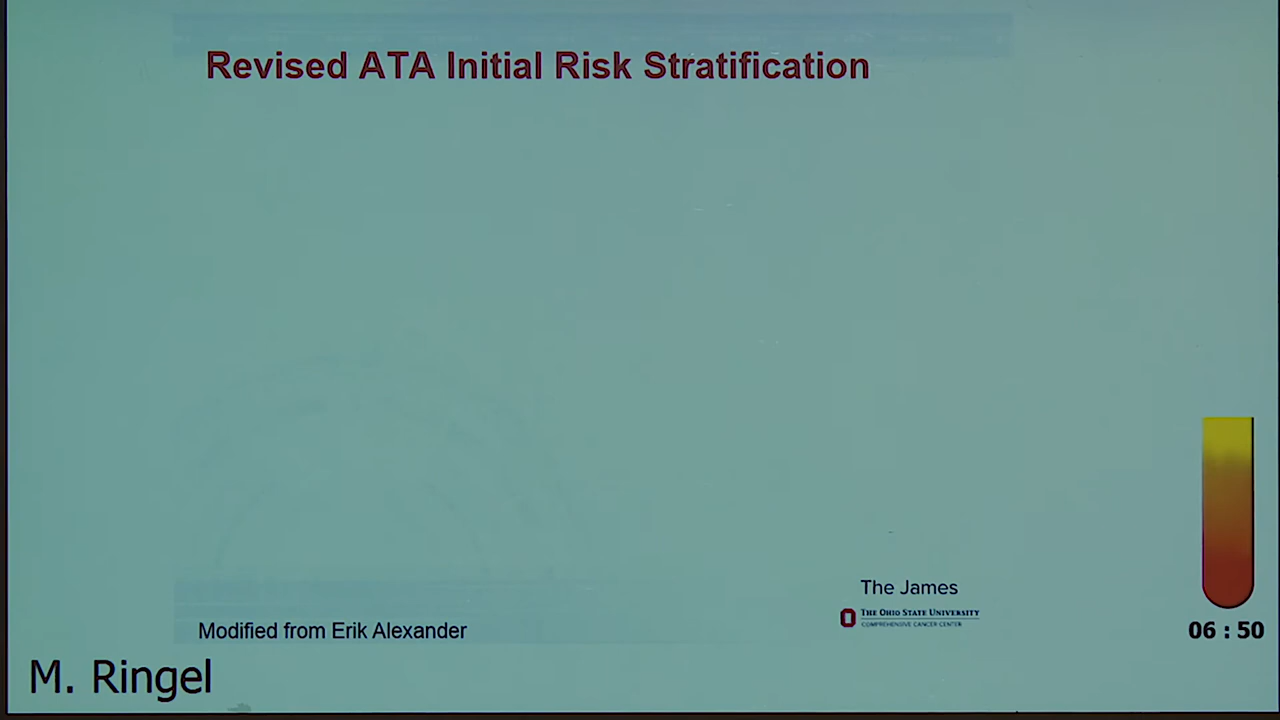 Revised ATA Initial Risk Stratification
The James
THE OHIO STATE UNIVERSITY
COMPREHENSIVE CANCER CENTER
Modified from Erik Alexander
06 : 50
M. Ringel